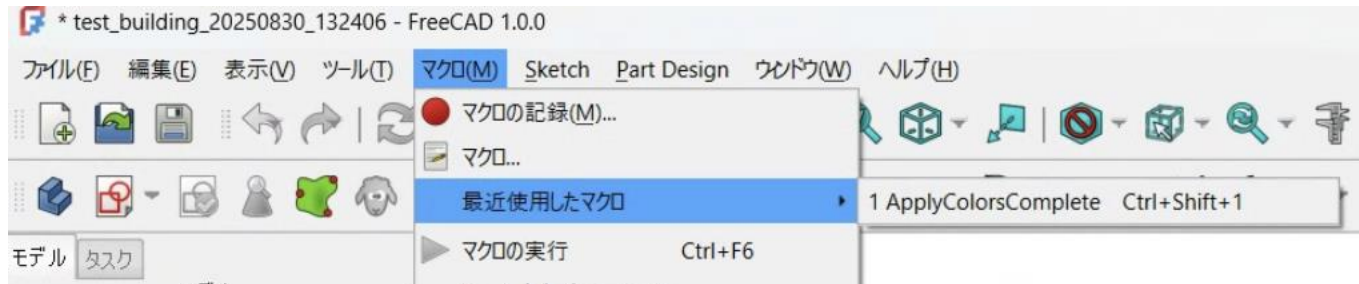 * test_building_20250830_132406 - FreeCAD 1.0.0
ファイル(F) 編集(E) 表示(V) ツール(T) マクロ(M) Sketch Part Design ウィンドウ(W) ヘルプ(H)
マクロの記録(M)...
マクロ...
最近使用したマクロ
1 ApplyColorsComplete Ctrl+Shift+1
マクロの実行 Ctrl+F6
モデル タスク